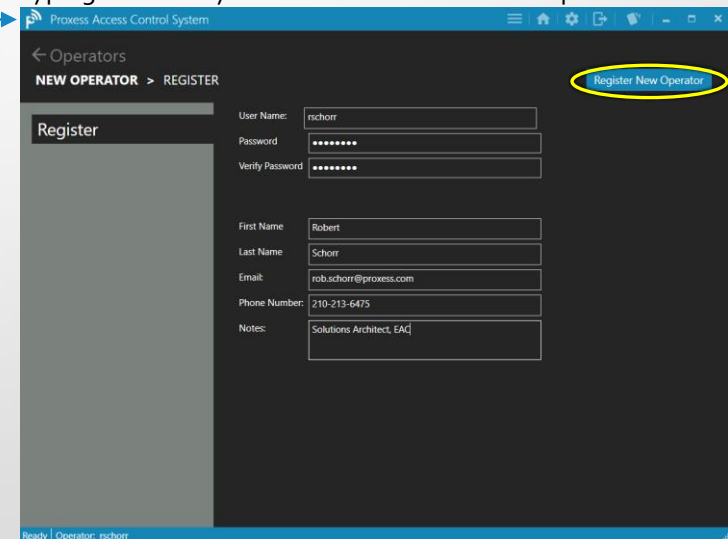 Proxess Access Control System
Operators
NEW OPERATOR > REGISTER
Register New Operator
Register
User Name: rschorr
Password ••••••••
Verify Password ••••••••
First Name Robert
Last Name Schorr
Email: rob.schorr@proxess.com
Phone Number: 210-213-6475
Notes: Solutions Architect, EAC
Ready Operator: rschorr